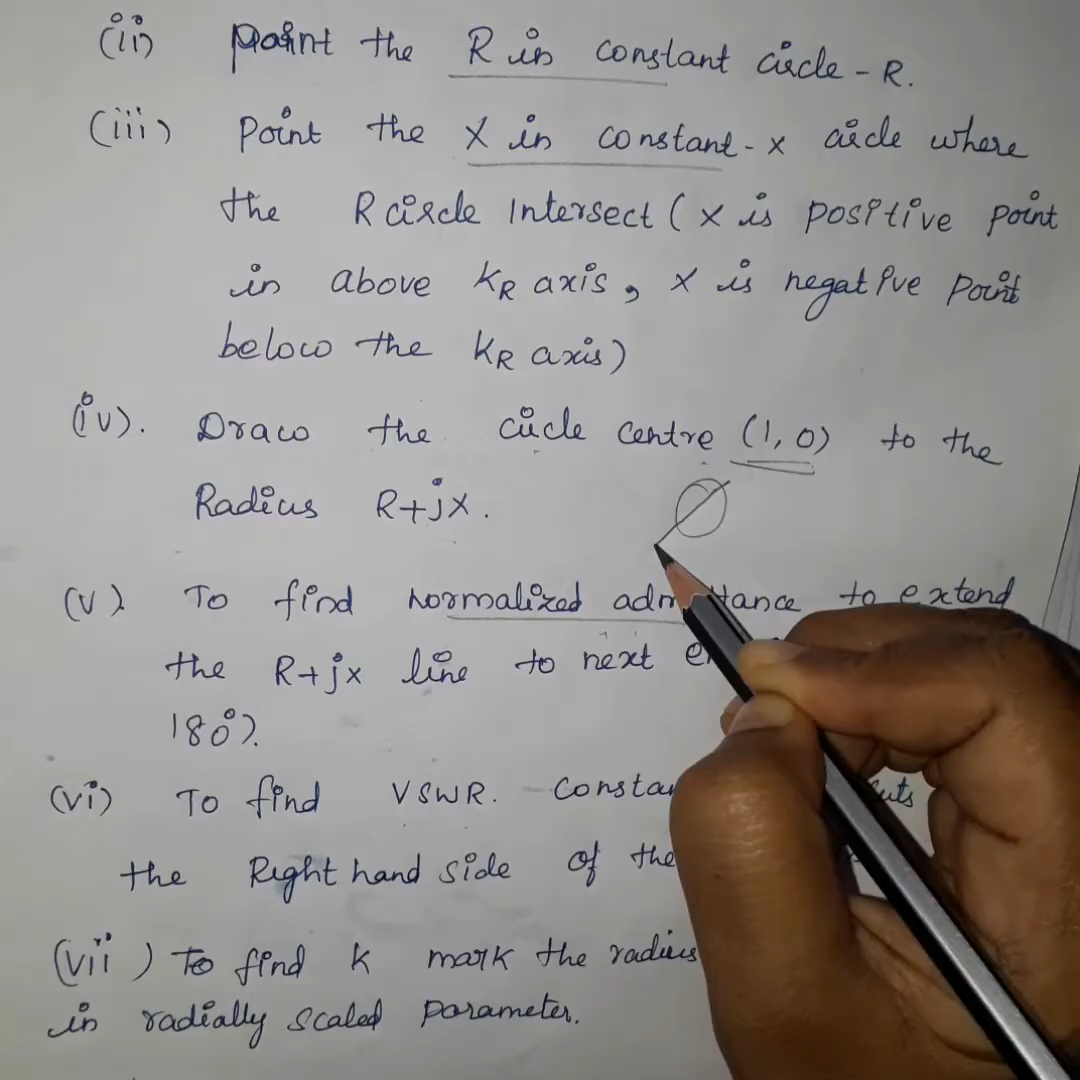 (ii) Point the R in constant circle - R.
(iii) Point the X in constant - x circle where
the R circle Intersect ( X is positive point
in above KR axis, X is negative point
below the KR axis)
(iv). Draw the circle centre (1, 0) to the
Radius R+jx.
(v). To find normalized to extend
the R+jx line to next
180°).
(vi) To find VSWR.
the Right hand side of the
(vii) To find K mark the radius
in radially scaled parameter.